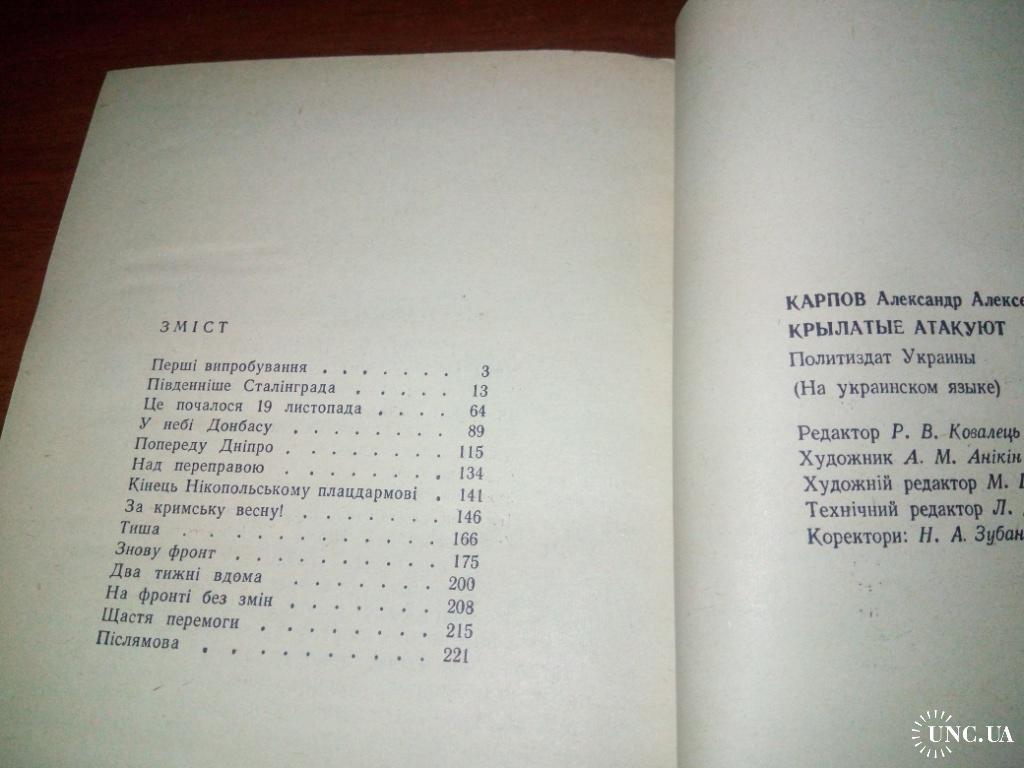 ЗМІСТ
Перші випробування . . . . . . . 3
Південніше Сталінграда . . . . . 13
Це почалося 19 листопада . . . . 64
У небі Донбасу . . . . . . . . 89
Попереду Дніпро . . . . . . . . 115
Над переправою . . . . . . . . 134
Кінець Нікопольському плацдармові . 141
За кримську весну! . . . . . . . 146
Тиша . . . . . . . . . . . . 166
Знову фронт . . . . . . . . . . 175
Два тижні вдома . . . . . . . 200
На фронті без змін . . . . . . . 208
Щастя перемоги . . . . . . . . 215
Післямова . . . . . . . . . . 221
КАРПОВ Александр Алексе
КРЫЛАТЫЕ АТАКУЮТ
Политиздат Украины
(На украинском языке)
Редактор Р. В. Ковалець
Художник А. М. Анікін
Художній редактор М.
Технічний редактор Л.
Коректори: Н. А. Зубан
UNC.UA